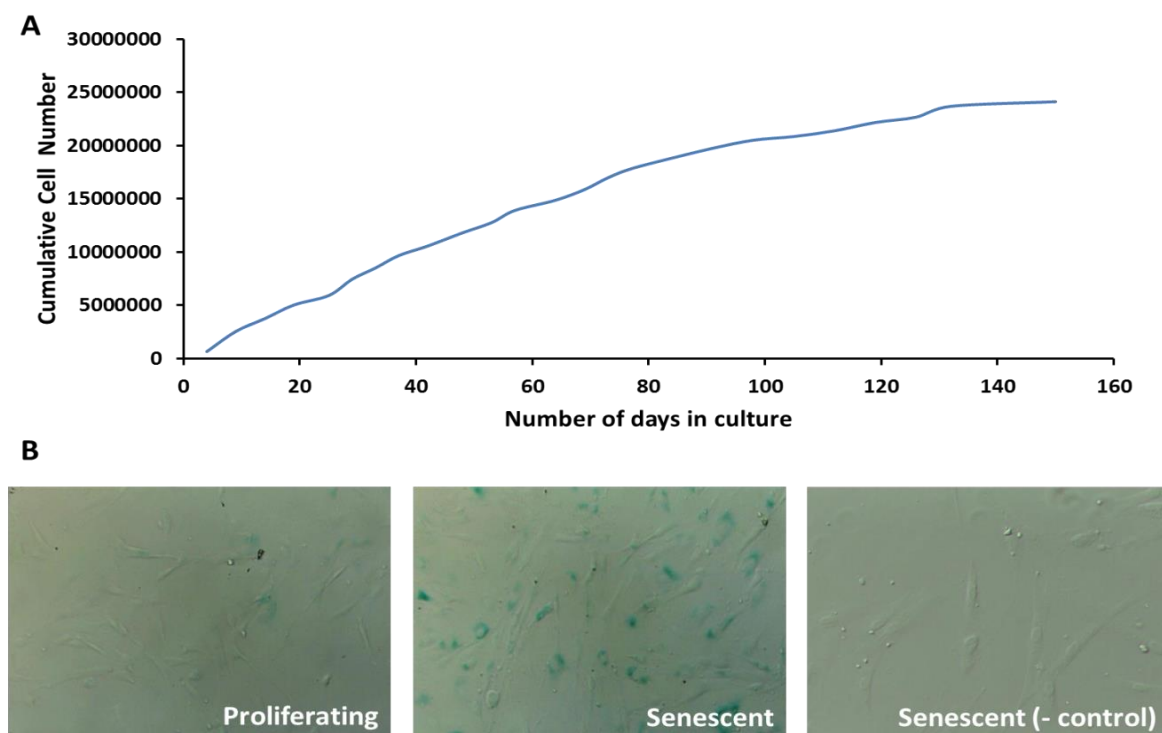 A
30000000
25000000
20000000
15000000
10000000
5000000
0
Cumulative Cell Number
0 20 40 60 80 100 120 140 160
Number of days in culture
B
Proliferating
Senescent
Senescent (- control)